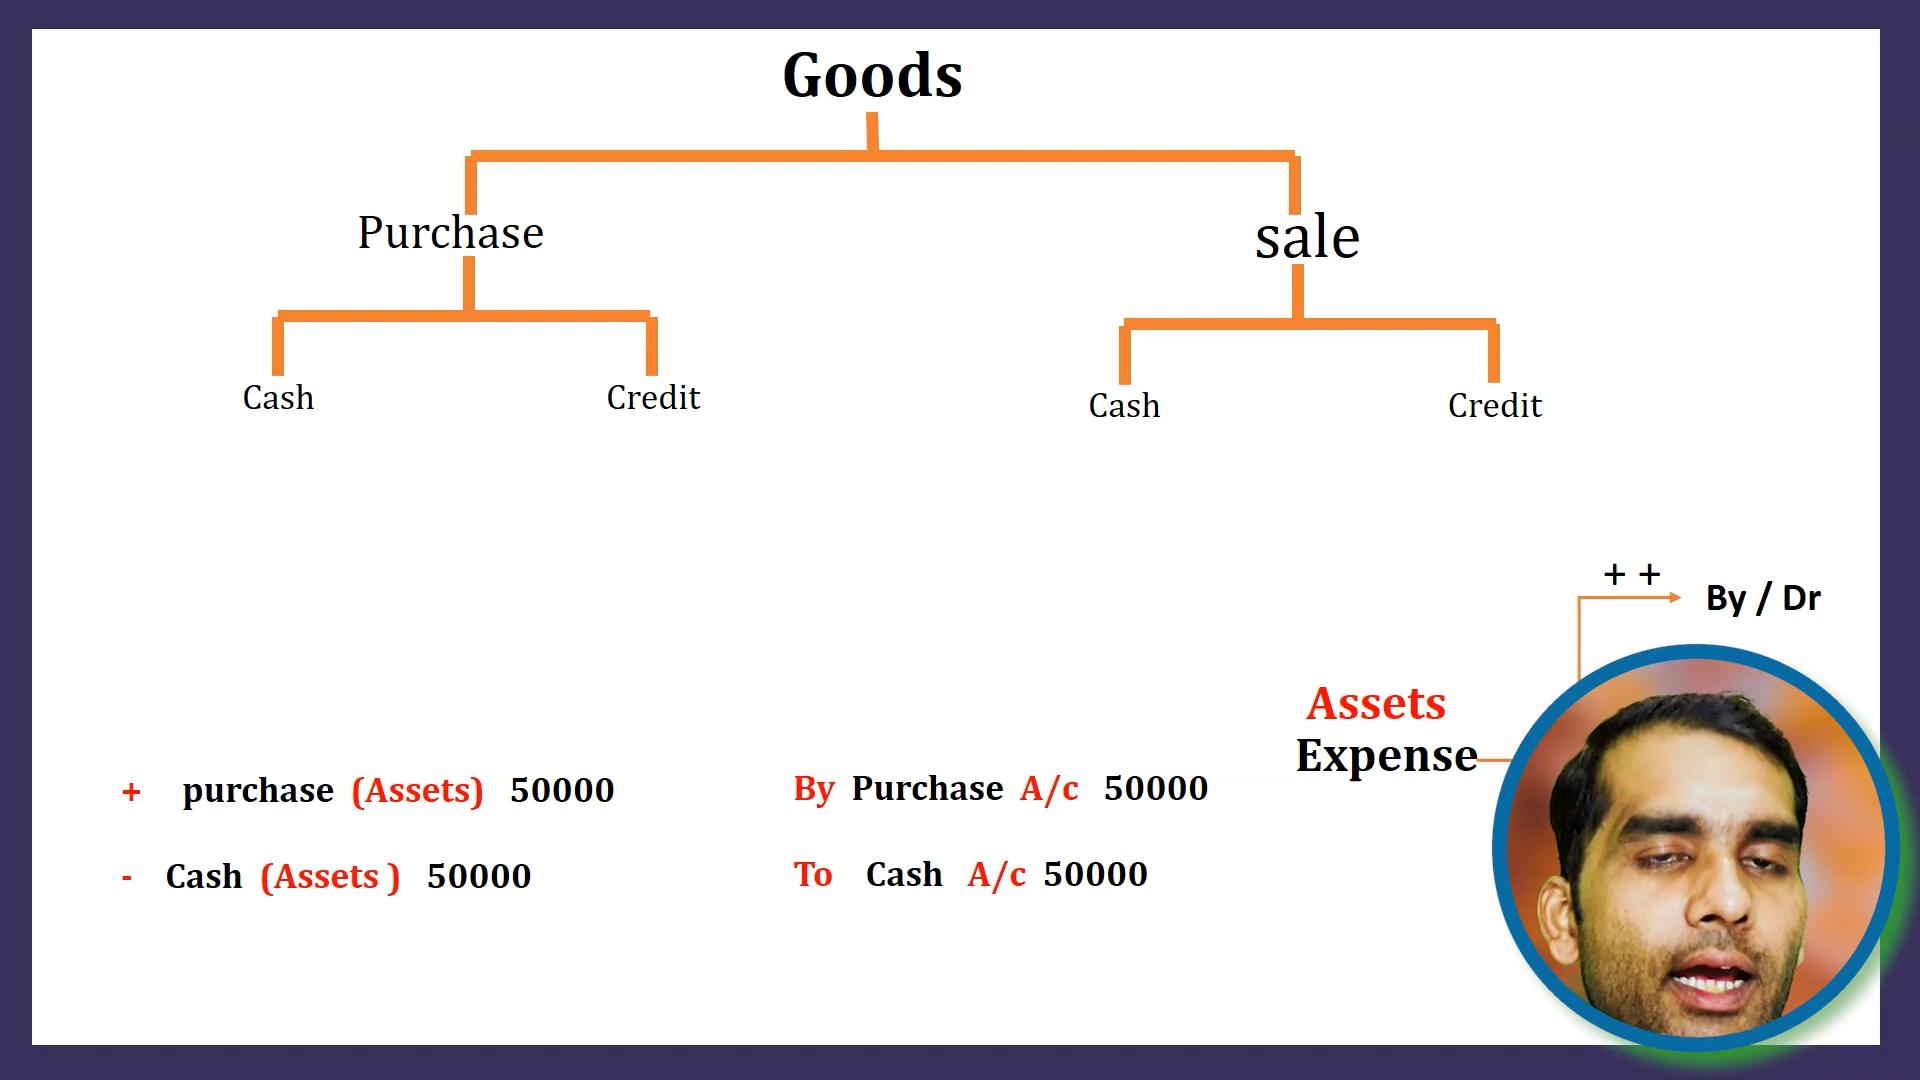 Goods
Purchase
sale
Cash
Credit
Cash
Credit
+ +
By / Dr
Assets
Expense
+ purchase (Assets) 50000
By Purchase A/c 50000
- Cash (Assets ) 50000
To Cash A/c 50000